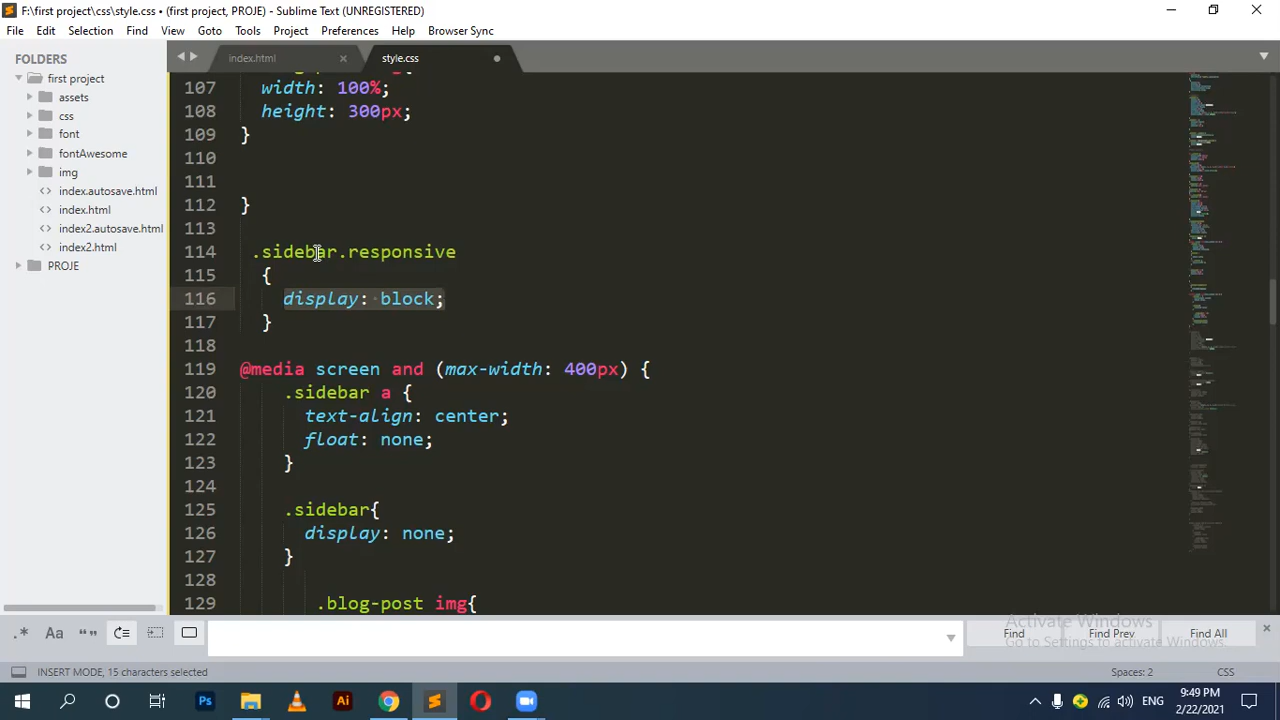 F:\first project\css\style.css • (first project, PROJE) - Sublime Text (UNREGISTERED)
File Edit Selection Find View Goto Tools Project Preferences Help Browser Sync
FOLDERS
first project
assets
css
font
fontAwesome
img
index.autosave.html
index.html
index2.autosave.html
index2.html
PROJE
index.html
style.css
107 width: 100%;
108 height: 300px;
109 }
110
111
112 }
113
114 .sidebar.responsive
115 {
116 display: block;
117 }
118
119 @media screen and (max-width: 400px) {
120 .sidebar a {
121 text-align: center;
122 float: none;
123 }
124
125 .sidebar{
126 display: none;
127 }
128
129 .blog-post img{
.* Aa “” Find Find Prev Find All
Activate Windows
Go to Settings to activate Windows.
INSERT MODE, 15 characters selected Spaces: 2 CSS
Ps Ai ENG 9:49 PM
2/22/2021